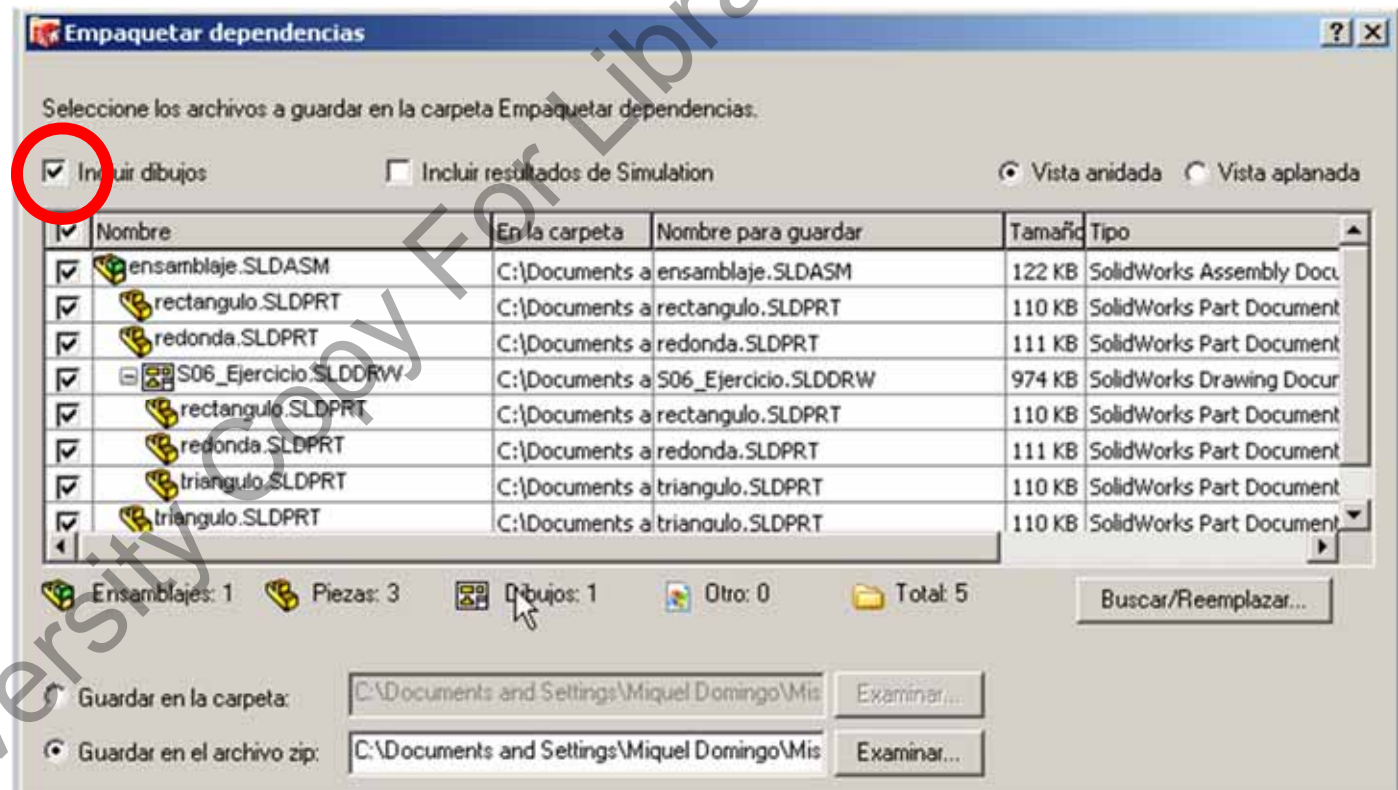 Empaquetar dependencias
Seleccione los archivos a guardar en la carpeta Empaquetar dependencias.
Incluir dibujos Incluir resultados de Simulation Vista anidada Vista aplanada
Nombre En la carpeta Nombre para guardar Tamaño Tipo
ensamblaje.SLDASM C:\Documents a ensamblaje.SLDASM 122 KB SolidWorks Assembly Docu
rectangulo.SLDPRT C:\Documents a rectangulo.SLDPRT 110 KB SolidWorks Part Document
redonda.SLDPRT C:\Documents a redonda.SLDPRT 111 KB SolidWorks Part Document
S06_Ejercicio.SLDDRW C:\Documents a S06_Ejercicio.SLDDRW 974 KB SolidWorks Drawing Docur
rectangulo.SLDPRT C:\Documents a rectangulo.SLDPRT 110 KB SolidWorks Part Document
redonda.SLDPRT C:\Documents a redonda.SLDPRT 111 KB SolidWorks Part Document
triangulo.SLDPRT C:\Documents a triangulo.SLDPRT 110 KB SolidWorks Part Document
triangulo.SLDPRT C:\Documents a triangulo.SLDPRT 110 KB SolidWorks Part Document
Ensamblajes: 1 Piezas: 3 Dibujos: 1 Otro: 0 Total: 5 Buscar/Reemplazar...
Guardar en la carpeta: C:\Documents and Settings\Miquel Domingo\Mis Examinar...
Guardar en el archivo zip: C:\Documents and Settings\Miquel Domingo\Mis Examinar...
versity Copy For Libra